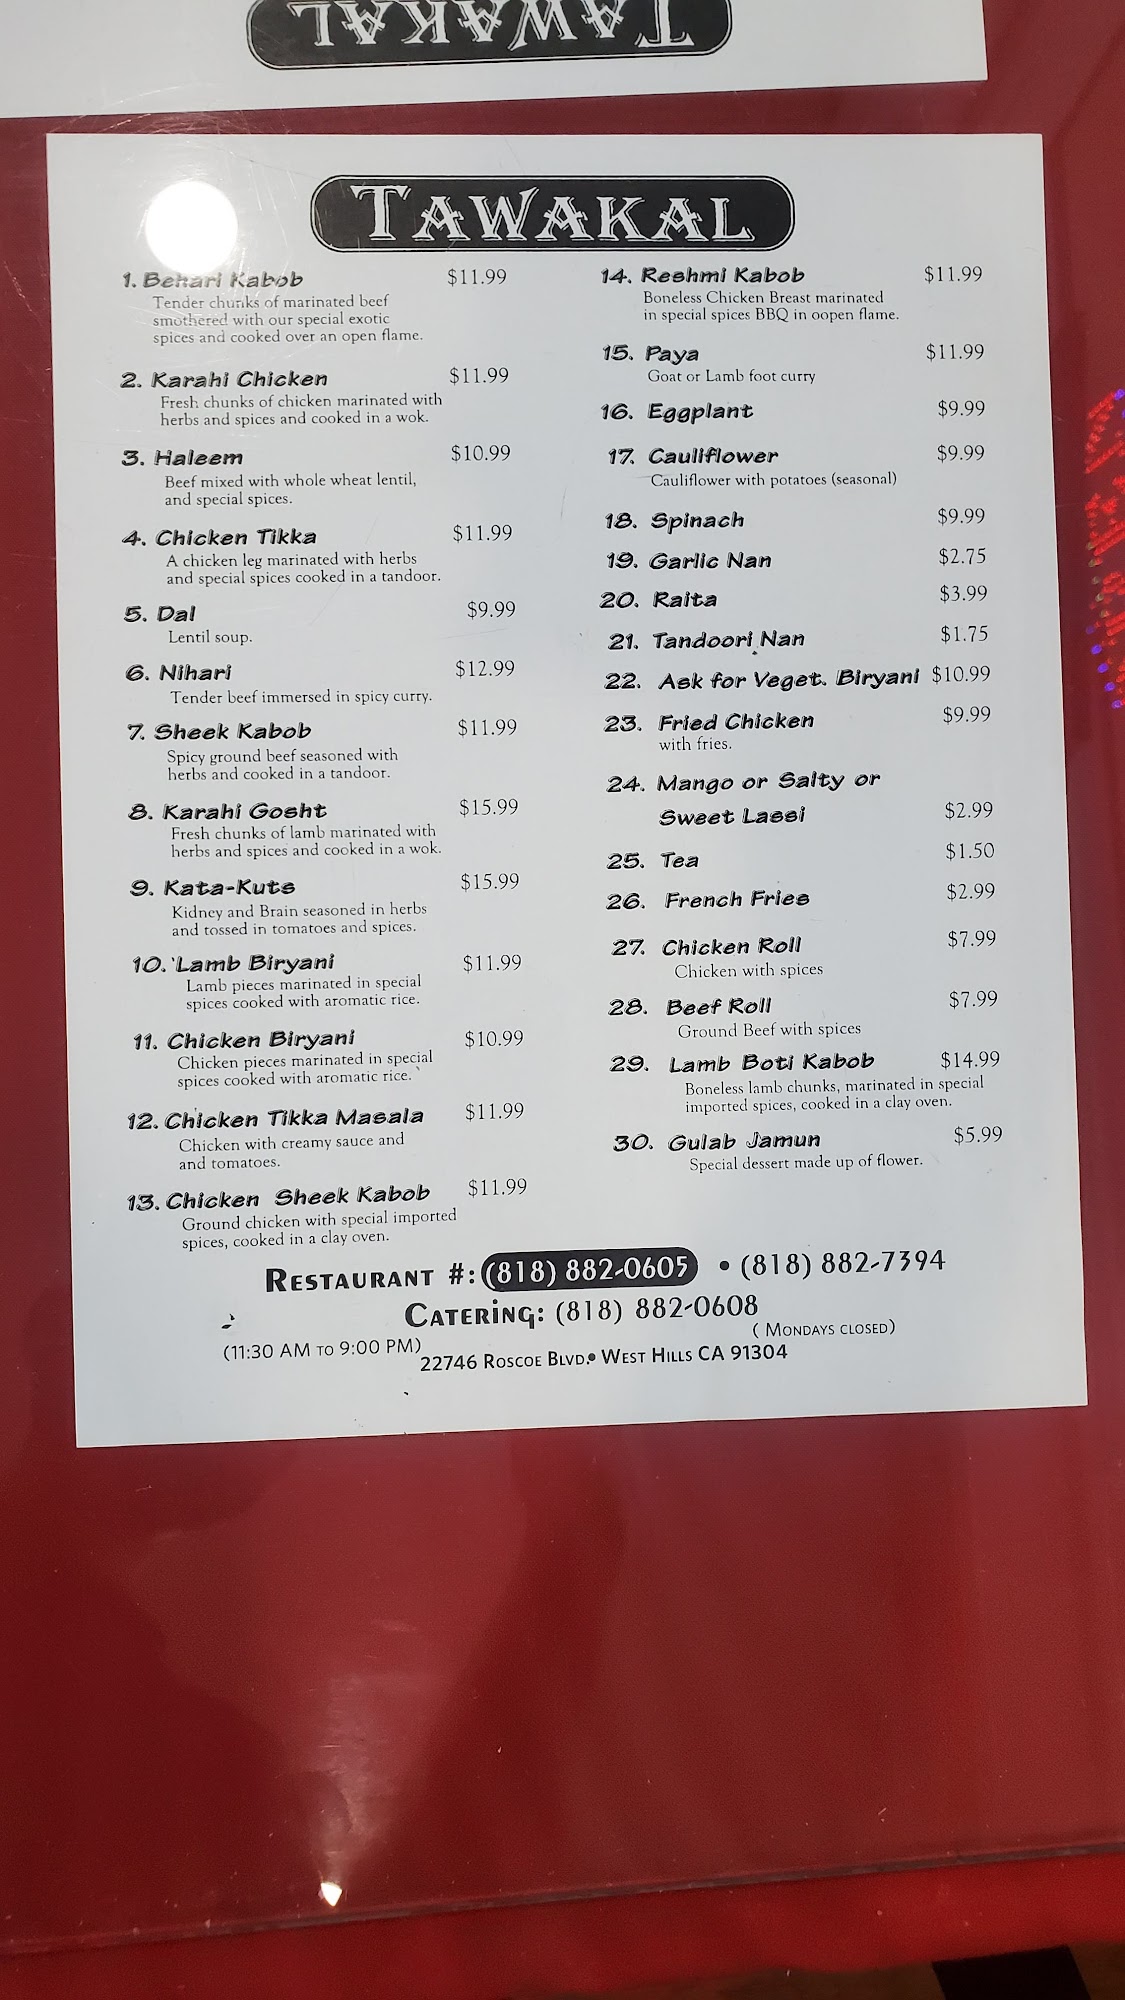 TAWAKAL
TAWAKAL
1. Behari Kabob $11.99
Tender chunks of marinated beef
smothered with our special exotic
spices and cooked over an open flame.
2. Karahi Chicken $11.99
Fresh chunks of chicken marinated with
herbs and spices and cooked in a wok.
3. Haleem $10.99
Beef mixed with whole wheat lentil,
and special spices.
4. Chicken Tikka $11.99
A chicken leg marinated with herbs
and special spices cooked in a tandoor.
5. Dal $9.99
Lentil soup.
6. Nihari $12.99
Tender beef immersed in spicy curry.
7. Sheek Kabob $11.99
Spicy ground beef seasoned with
herbs and cooked in a tandoor.
8. Karahi Gosht $15.99
Fresh chunks of lamb marinated with
herbs and spices and cooked in a wok.
9. Kata-Kuts $15.99
Kidney and Brain seasoned in herbs
and tossed in tomatoes and spices.
10. Lamb Biryani $11.99
Lamb pieces marinated in special
spices cooked with aromatic rice.
11. Chicken Biryani $10.99
Chicken pieces marinated in special
spices cooked with aromatic rice.
12. Chicken Tikka Masala $11.99
Chicken with creamy sauce and
and tomatoes.
13. Chicken Sheek Kabob $11.99
Ground chicken with special imported
spices, cooked in a clay oven.
14. Reshmi Kabob $11.99
Boneless Chicken Breast marinated
in special spices BBQ in oopen flame.
15. Paya $11.99
Goat or Lamb foot curry
16. Eggplant $9.99
17. Cauliflower $9.99
Cauliflower with potatoes (seasonal)
18. Spinach $9.99
19. Garlic Nan $2.75
20. Raita $3.99
21. Tandoori Nan $1.75
22. Ask for Veget. Biryani $10.99
23. Fried Chicken $9.99
with fries.
24. Mango or Salty or
Sweet Lassi $2.99
25. Tea $1.50
26. French Fries $2.99
27. Chicken Roll $7.99
Chicken with spices
28. Beef Roll $7.99
Ground Beef with spices
29. Lamb Boti Kabob $14.99
Boneless lamb chunks, marinated in special
imported spices, cooked in a clay oven.
30. Gulab Jamun $5.99
Special dessert made up of flower.
RESTAURANT #: (818) 882-0605 • (818) 882-7394
CATERING: (818) 882-0608
(MONDAYS CLOSED)
(11:30 AM TO 9:00 PM)
22746 ROSCOE BLVD.• WEST HILLS CA 91304